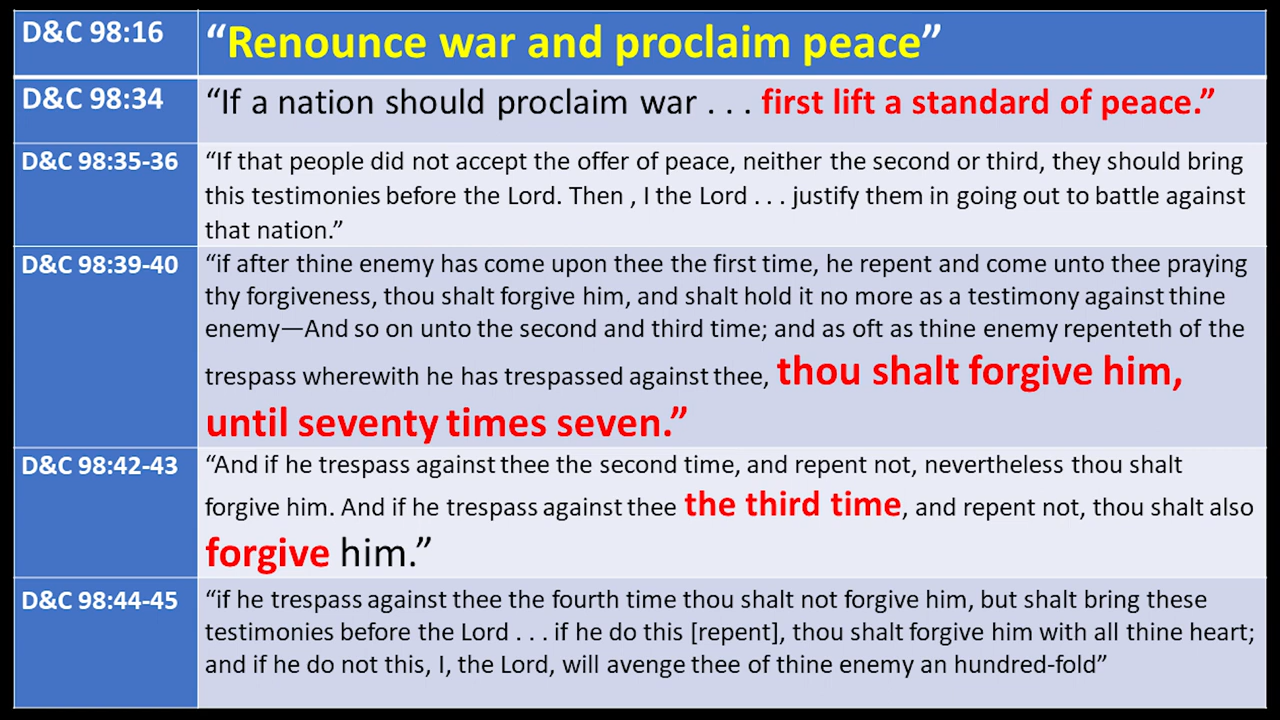 D&C 98:16 “Renounce war and proclaim peace”
D&C 98:34 “If a nation should proclaim war . . . first lift a standard of peace.”
D&C 98:35-36 “If that people did not accept the offer of peace, neither the second or third, they should bring
this testimonies before the Lord. Then , I the Lord . . . justify them in going out to battle against
that nation.”
D&C 98:39-40 “if after thine enemy has come upon thee the first time, he repent and come unto thee praying
thy forgiveness, thou shalt forgive him, and shalt hold it no more as a testimony against thine
enemy—And so on unto the second and third time; and as oft as thine enemy repenteth of the
trespass wherewith he has trespassed against thee, thou shalt forgive him,
until seventy times seven.”
D&C 98:42-43 “And if he trespass against thee the second time, and repent not, nevertheless thou shalt
forgive him. And if he trespass against thee the third time, and repent not, thou shalt also
forgive him.”
D&C 98:44-45 “if he trespass against thee the fourth time thou shalt not forgive him, but shalt bring these
testimonies before the Lord . . . if he do this [repent], thou shalt forgive him with all thine heart;
and if he do not this, I, the Lord, will avenge thee of thine enemy an hundred-fold”